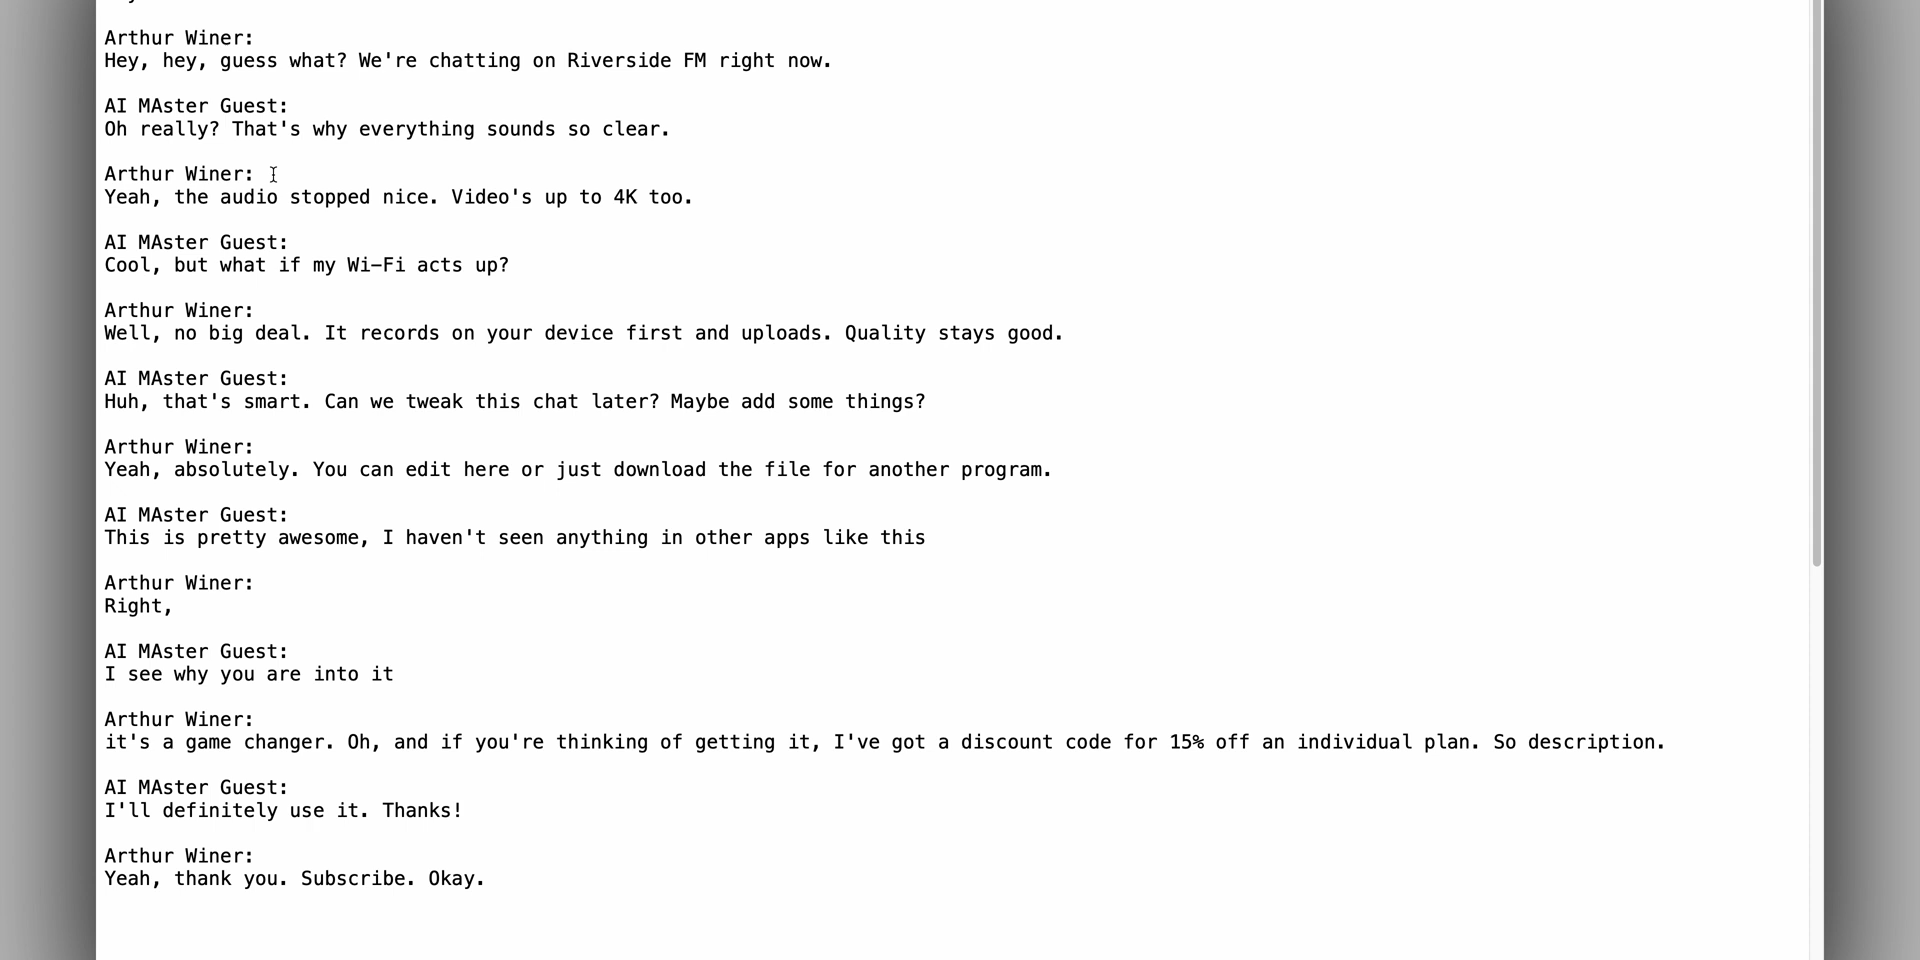 Arthur Winer:
Hey, hey, guess what? We're chatting on Riverside FM right now.
AI MAster Guest:
Oh really? That's why everything sounds so clear.
Arthur Winer:
Yeah, the audio stopped nice. Video's up to 4K too.
AI MAster Guest:
Cool, but what if my Wi-Fi acts up?
Arthur Winer:
Well, no big deal. It records on your device first and uploads. Quality stays good.
AI MAster Guest:
Huh, that's smart. Can we tweak this chat later? Maybe add some things?
Arthur Winer:
Yeah, absolutely. You can edit here or just download the file for another program.
AI MAster Guest:
This is pretty awesome, I haven't seen anything in other apps like this
Arthur Winer:
Right,
AI MAster Guest:
I see why you are into it
Arthur Winer:
it's a game changer. Oh, and if you're thinking of getting it, I've got a discount code for 15% off an individual plan. So description.
AI MAster Guest:
I'll definitely use it. Thanks!
Arthur Winer:
Yeah, thank you. Subscribe. Okay.